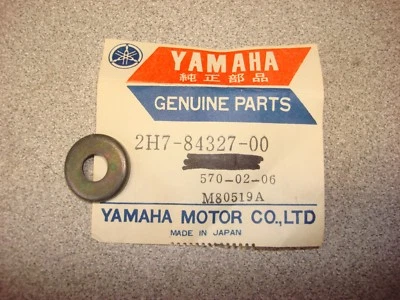 YAMAHA
純正部品
GENUINE PARTS
2H7-84327-00
570-02-06
M80519A
YAMAHA MOTOR CO.,LTD
MADE IN JAPAN